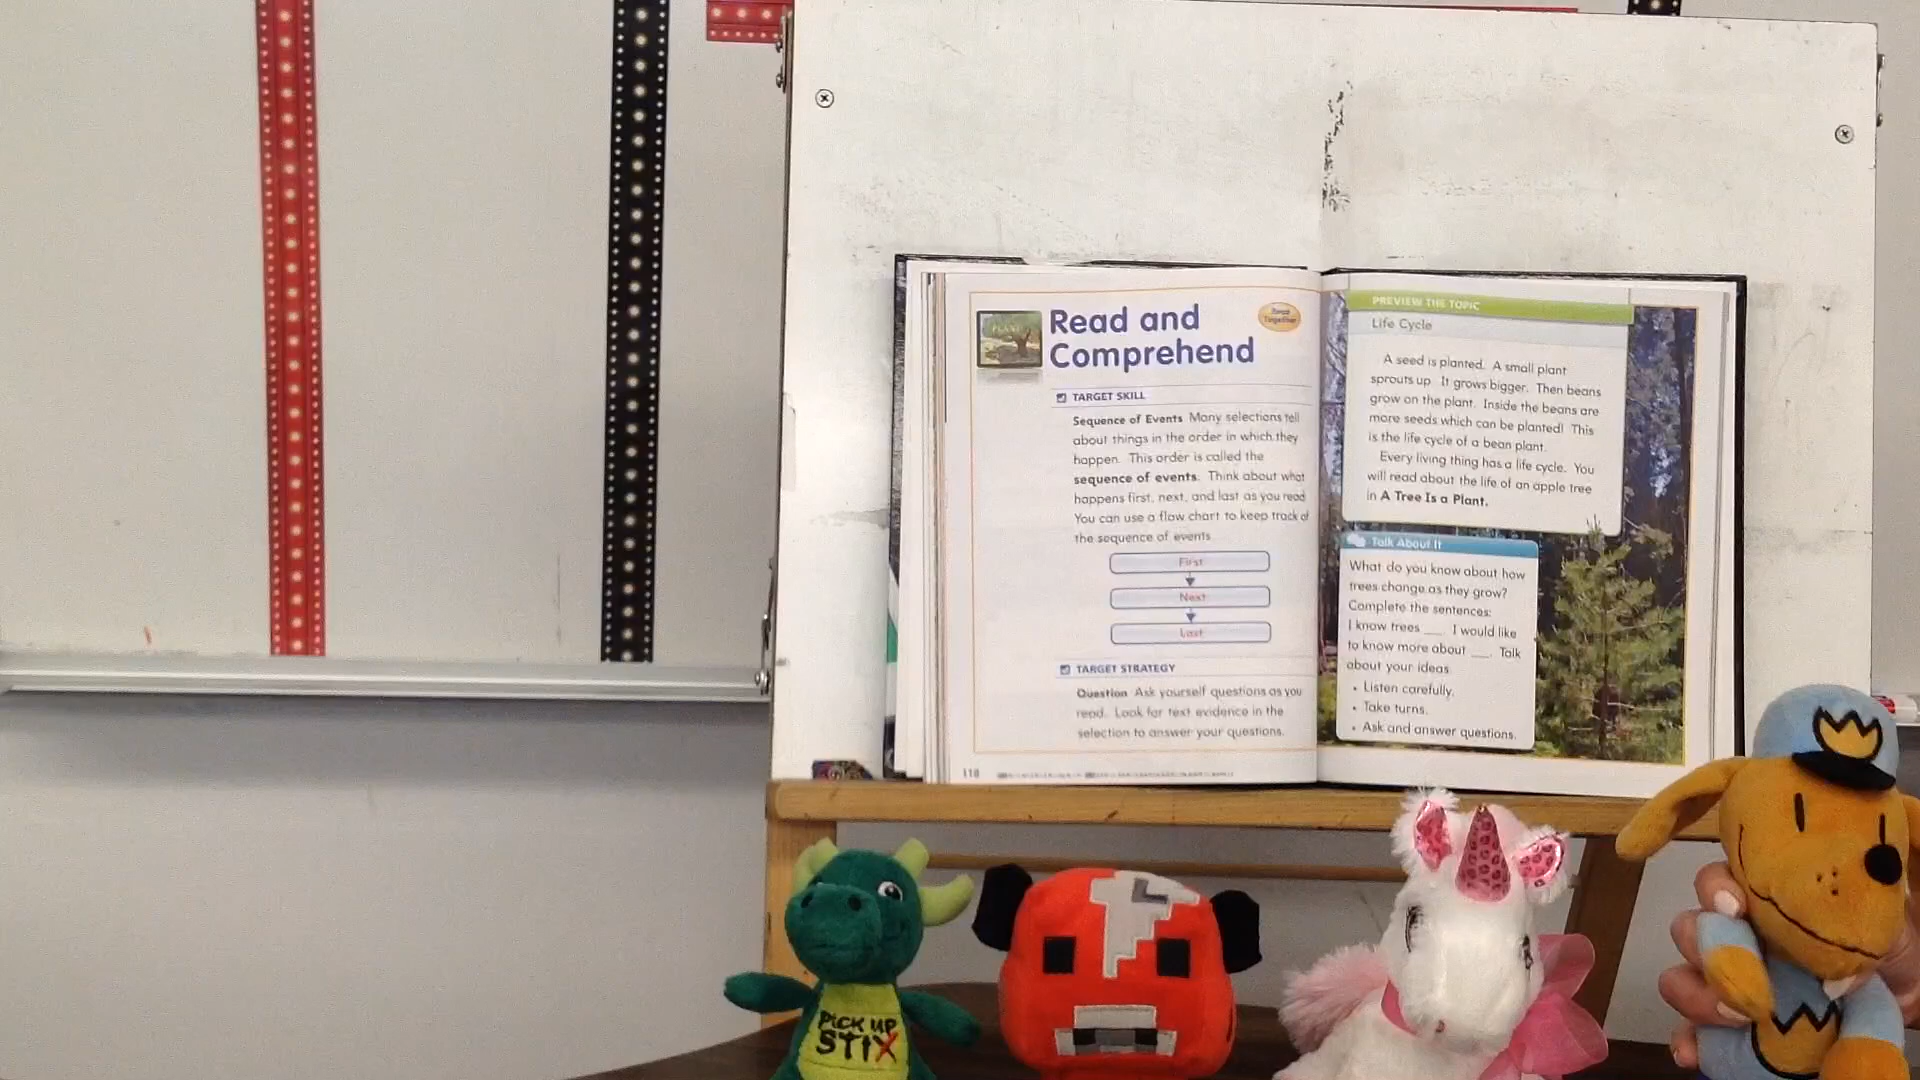 Read and
Comprehend
Read
Together
PLANT
TARGET SKILL
Sequence of Events Many selections tell
about things in the order in which they
happen. This order is called the
sequence of events. Think about what
happens first, next, and last as you read
You can use a flow chart to keep track of
the sequence of events
First
Next
Last
TARGET STRATEGY
Question Ask yourself questions as you
read. Look for text evidence in the
selection to answer your questions.
118
PREVIEW THE TOPIC
Life Cycle
A seed is planted. A small plant
sprouts up. It grows bigger. Then beans
grow on the plant. Inside the beans are
more seeds which can be planted! This
is the life cycle of a bean plant.
Every living thing has a life cycle. You
will read about the life of an apple tree
in A Tree Is a Plant.
Talk About It
What do you know about how
trees change as they grow?
Complete the sentences:
I know trees ___. I would like
to know more about ___. Talk
about your ideas.
• Listen carefully.
• Take turns.
• Ask and answer questions.
PICK UP
STIX